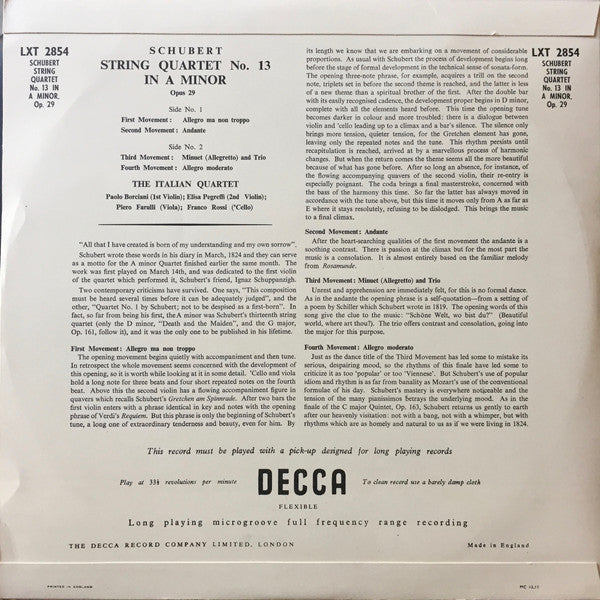 LXT 2854
SCHUBERT
STRING
QUARTET
No. 13 IN
A MINOR.
Op. 29
SCHUBERT
STRING QUARTET No. 13
IN A MINOR
Opus 29
Side No. 1
First Movement : Allegro ma non troppo
Second Movement : Andante
Side No. 2
Third Movement : Minuet (Allegretto) and Trio
Fourth Movement : Allegro moderato
THE ITALIAN QUARTET
Paolo Borciani (1st Violin); Elisa Pegreffi (2nd Violin);
Piero Farulli (Viola); Franco Rossi ('Cello)
"All that I have created is born of my understanding and my own sorrow".
Schubert wrote these words in his diary in March, 1824 and they can serve
as a motto for the A minor Quartet finished earlier the same month. The
work was first played on March 14th, and was dedicated to the first violin
of the quartet which performed it, Schubert's friend, Ignaz Schuppanzigh.
Two contemporary criticisms have survived. One says, "This composition
must be heard several times before it can be adequately judged", and the
other, "Quartet No. 1 by Schubert; not to be despised as a first-born". In
fact, so far from being his first, the A minor was Schubert's thirteenth string
quartet (only the D minor, "Death and the Maiden", and the G major,
Op. 161, follow it), and it was the only one to be published in his lifetime.
First Movement: Allegro ma non troppo
The opening movement begins quietly with accompaniment and then tune.
In retrospect the whole movement seems concerned with the development of
this opening, so it is worth while looking at it in some detail. 'Cello and viola
hold a long note for three beats and four short repeated notes on the fourth
beat. Above this the second violin has a flowing accompaniment figure in
quavers which recalls Schubert's Gretchen am Spinnrade. After two bars the
first violin enters with a phrase identical in key and notes with the opening
phrase of Verdi's Requiem. But this phrase is only the beginning of Schubert's
tune, a long one of extraordinary tenderness and beauty, even for him. By
its length we know that we are embarking on a movement of considerable
proportions. As usual with Schubert the process of development begins long
before the stage of formal development in the technical sense of sonata-form.
The opening three-note phrase, for example, acquires a trill on the second
note, triplets set in before the second theme is reached, and the latter is less
of a new theme than a spiritual brother of the first. After the double bar
with its easily recognised cadence, the development proper begins in D minor,
complete with all the elements heard before. This time the opening tune
becomes darker in colour and more troubled: there is a dialogue between
violin and 'cello leading up to a climax and a bar's silence. The silence only
brings more tension, quieter tension, for the Gretchen element has gone,
leaving only the repeated notes and the tune. This rhythm persists until
recapitulation is reached, arrived at by a marvellous process of harmonic
changes. But when the return comes the theme seems all the more beautiful
because of what has gone before. After so long an absence, for instance, of
the flowing accompanying quavers of the second violin, their re-entry is
especially poignant. The coda brings a final masterstroke, concerned with
the bass of the harmony this time. So far the latter has always moved in
accordance with the tune above, but this time it moves only from A as far as
E where it stays resolutely, refusing to be dislodged. This brings the music
to a final climax.
Second Movement: Andante
After the heart-searching qualities of the first movement the andante is a
soothing contrast. There is passion at the climax but for the most part the
music is a consolation. It is almost entirely based on the familiar melody
from Rosamunde.
Third Movement: Minuet (Allegretto) and Trio
Unrest and apprehension are immediately felt, for this is no formal dance.
As in the andante the opening phrase is a self-quotation—from a setting of
a poem by Schiller which Schubert wrote in 1819. The opening words of this
song give the clue to the music: "Schöne Welt, wo bist du?" (Beautiful
world, where art thou?). The trio offers contrast and consolation, going into
the major for this purpose.
Fourth Movement: Allegro moderato
Just as the dance title of the Third Movement has led some to mistake its
serious, despairing mood, so the rhythms of this finale have led some to
criticize it as too 'popular' or too 'Viennese'. But Schubert's use of popular
idiom and rhythm is as far from banality as Mozart's use of the conventional
formulas of his day. Schubert's mastery is everywhere noticeable and the
tension of the many pianissimos betrays the underlying mood. As in the
finale of the C major Quintet, Op. 163, Schubert returns us gently to earth
after our heavenly visitation: not with a bang, not with a whimper, but with
rhythms which are as homely and natural to us as if we were living in 1824.
LXT 2854
SCHUBERT
STRING
QUARTET
No. 13 IN
A MINOR.
Op. 29
This record must be played with a pick-up designed for long playing records
Play at 33⅓ revolutions per minute
DECCA
To clean record use a barely damp cloth
FLEXIBLE
Long playing microgroove full frequency range recording
THE DECCA RECORD COMPANY LIMITED, LONDON
Made in England
PRINTED IN ENGLAND